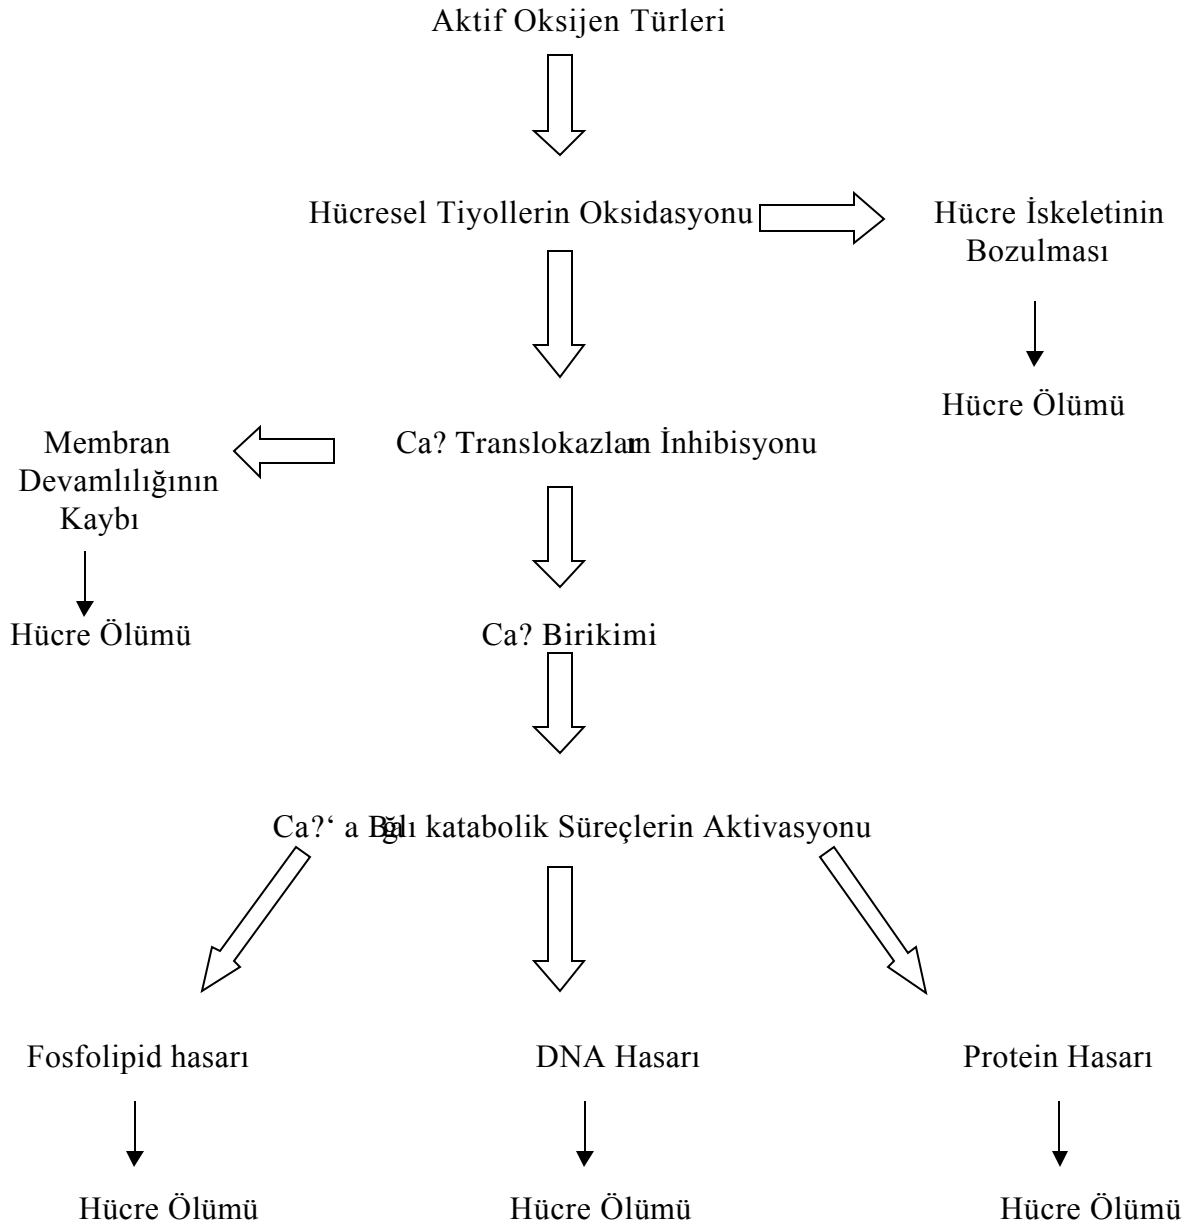 Aktif Oksijen Türleri
Hücresel Tiyollerin Oksidasyonu
Hücre İskeletinin
Bozulması
Hücre Ölümü
Membran
Devamlılığının
Kaybı
Hücre Ölümü
Ca? Translokazların İnhibisyonu
Ca? Birikimi
Ca?‘ a Bağlı katabolik Süreçlerin Aktivasyonu
Fosfolipid hasarı
DNA Hasarı
Protein Hasarı
Hücre Ölümü
Hücre Ölümü
Hücre Ölümü